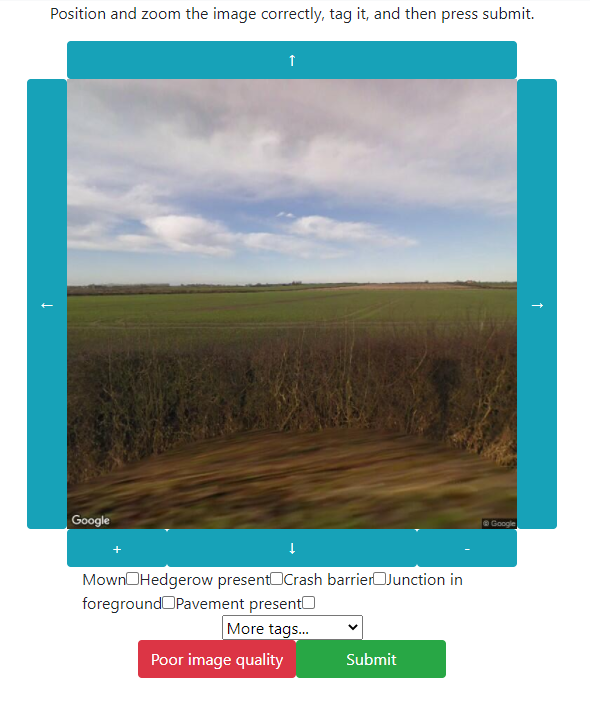 Position and zoom the image correctly, tag it, and then press submit.
↑
←
→
Google
© Google
+
↓
-
Mown Hedgerow present Crash barrier Junction in
foreground Pavement present
More tags...
Poor image quality
Submit